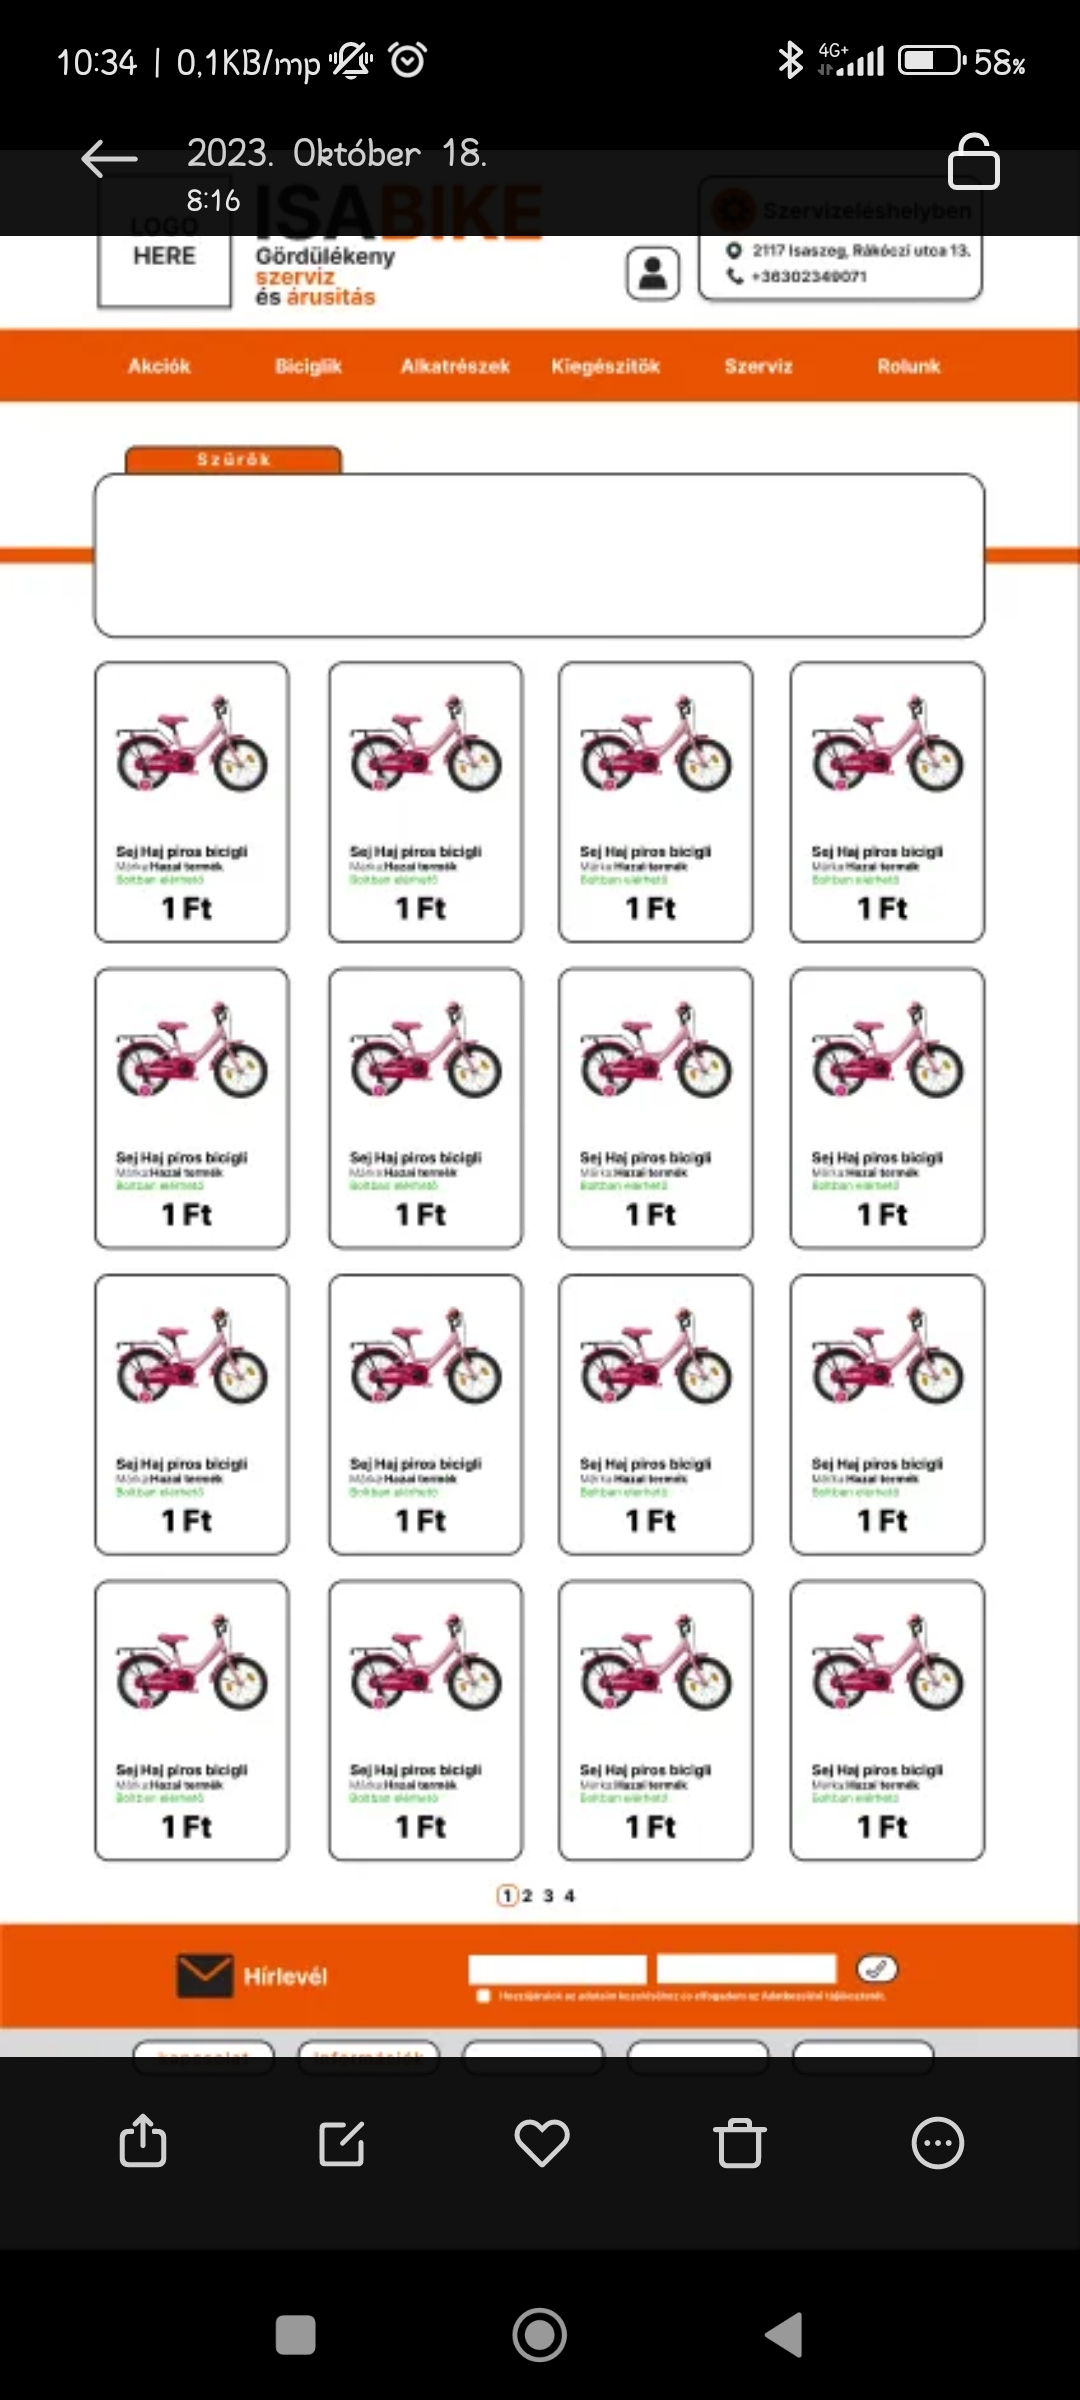 10:34 | 0,1KB/mp
4G+
58%
2023. Október 18.
8:16
LOGO
HERE
ISABIKE
Gördülékeny
szerviz
és árusítás
Szervizeléshelyben
2117 Isaszeg, Rákóczi utca 13.
+36302349071
Akciók Biciglik Alkatrészek Kiegészítők Szerviz Rolunk
Szűrők
Sej Haj piros bicigli Sej Haj piros bicigli Sej Haj piros bicigli Sej Haj piros bicigli
Márka:Hazai termék Márka:Hazai termék Márka:Hazai termék Márka:Hazai termék
Boltban elérhető Boltban elérhető Boltban elérhető Boltban elérhető
1 Ft 1 Ft 1 Ft 1 Ft
Sej Haj piros bicigli Sej Haj piros bicigli Sej Haj piros bicigli Sej Haj piros bicigli
Márka:Hazai termék Márka:Hazai termék Márka:Hazai termék Márka:Hazai termék
Boltban elérhető Boltban elérhető Boltban elérhető Boltban elérhető
1 Ft 1 Ft 1 Ft 1 Ft
Sej Haj piros bicigli Sej Haj piros bicigli Sej Haj piros bicigli Sej Haj piros bicigli
Márka:Hazai termék Márka:Hazai termék Márka:Hazai termék Márka:Hazai termék
Boltban elérhető Boltban elérhető Boltban elérhető Boltban elérhető
1 Ft 1 Ft 1 Ft 1 Ft
Sej Haj piros bicigli Sej Haj piros bicigli Sej Haj piros bicigli Sej Haj piros bicigli
Márka:Hazai termék Márka:Hazai termék Márka:Hazai termék Márka:Hazai termék
Boltban elérhető Boltban elérhető Boltban elérhető Boltban elérhető
1 Ft 1 Ft 1 Ft 1 Ft
1 2 3 4
Hírlevél
Hozzájárulok az adataim kezeléséhez és elfogadom az
kapcsolat Információk